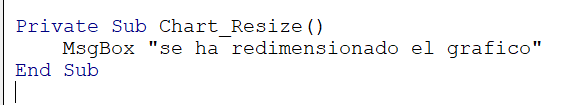 Private Sub Chart_Resize()
    MsgBox "se ha redimensionado el grafico"
End Sub